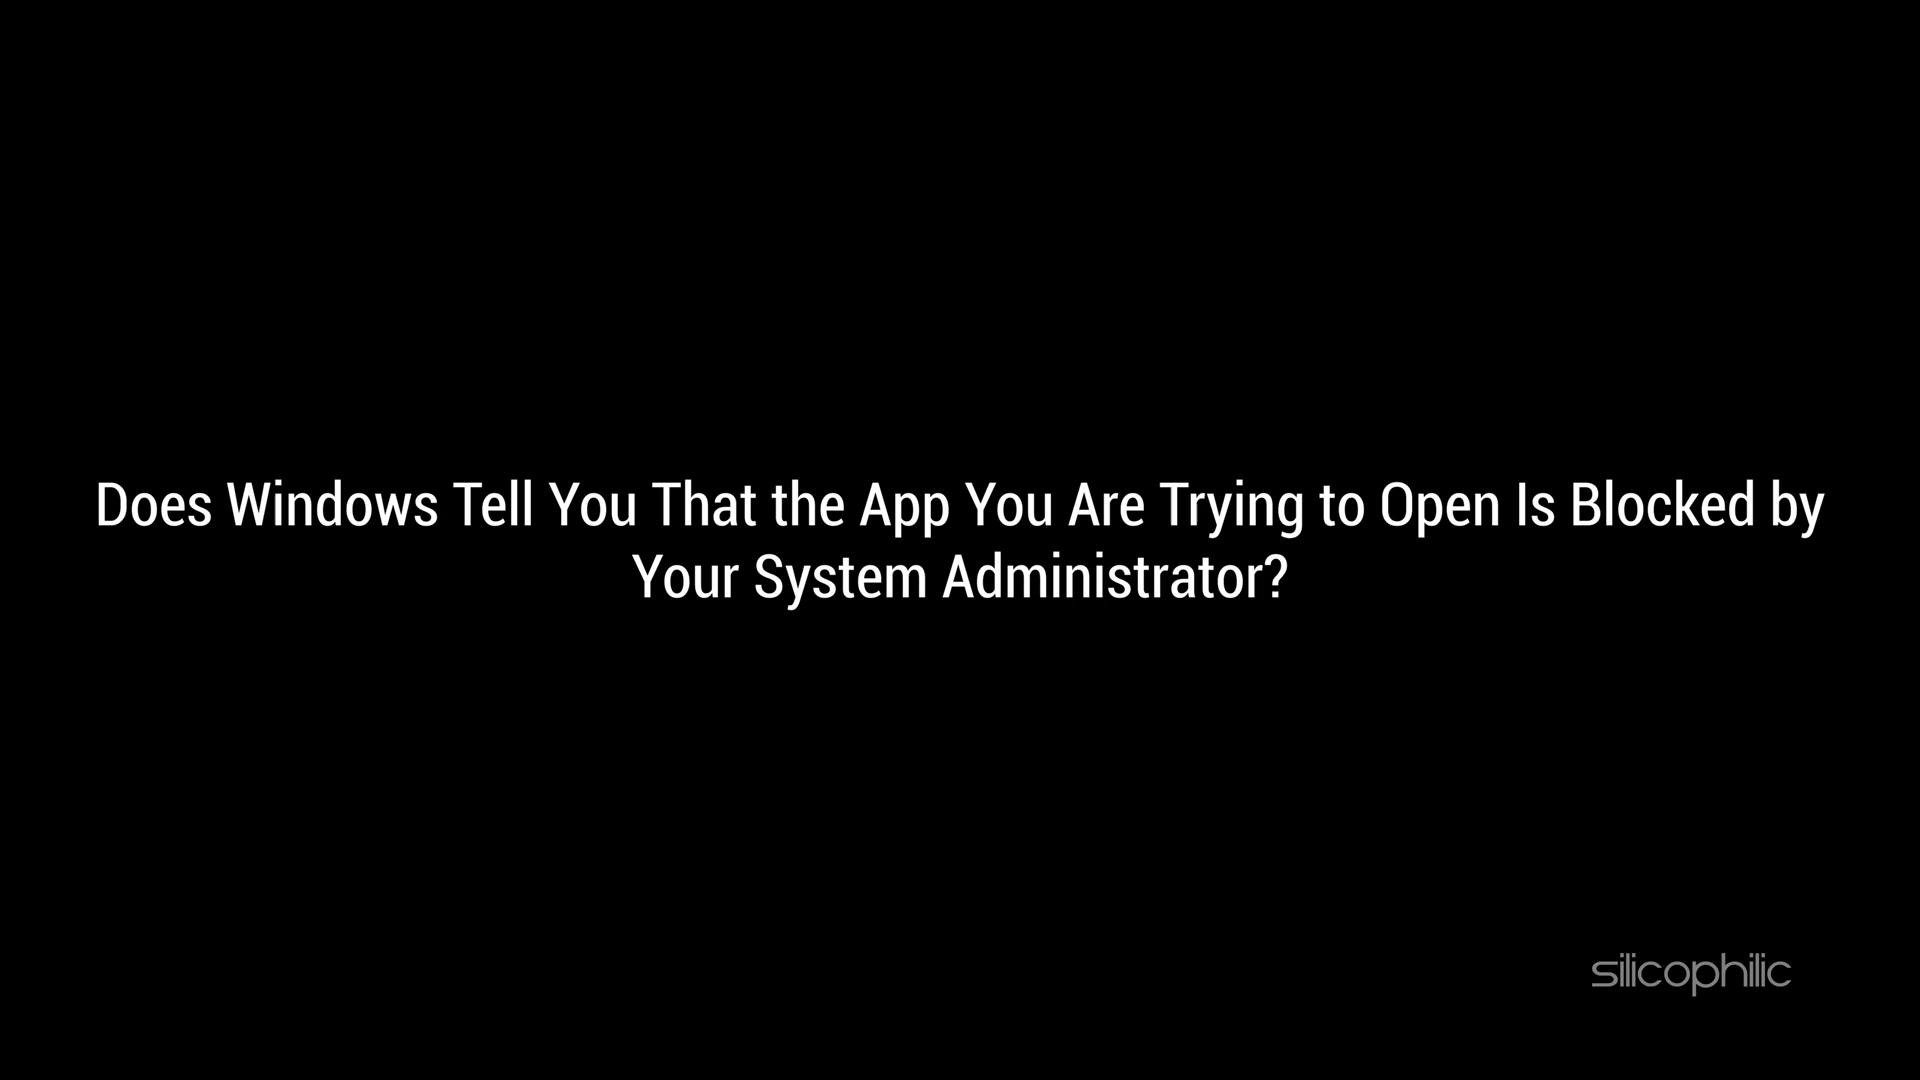 Does Windows Tell You That the App You Are Trying to Open Is Blocked by
Your System Administrator?
silicophilic